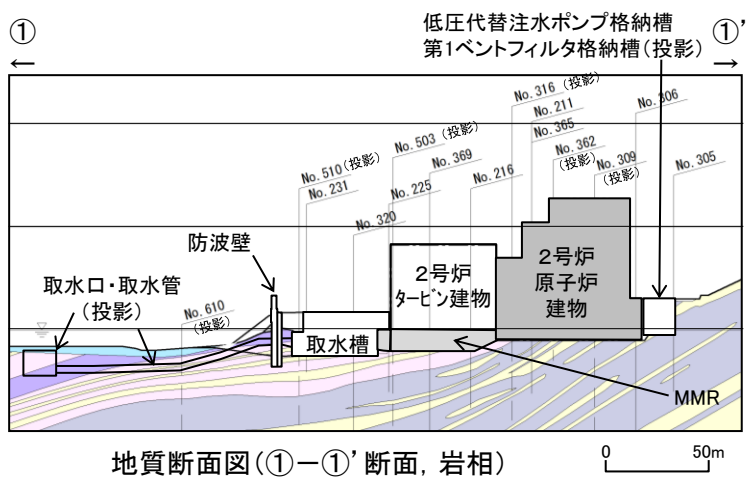 ①
①’
低圧代替注水ポンプ格納槽
第1ベントフィルタ格納槽(投影)
No. 316 (投影)
No. 306
No. 211
No. 365
No. 503 (投影)
No. 362
(投影)
No. 369
No. 309
(投影)
No. 305
No. 510 (投影)
No. 231
No. 225
No. 216
No. 320
防波壁
取水口・取水管
(投影)
No. 610
(投影)
2号炉
タービン建物
2号炉
原子炉
建物
取水槽
MMR
地質断面図(①-①’断面, 岩相)
0 50m